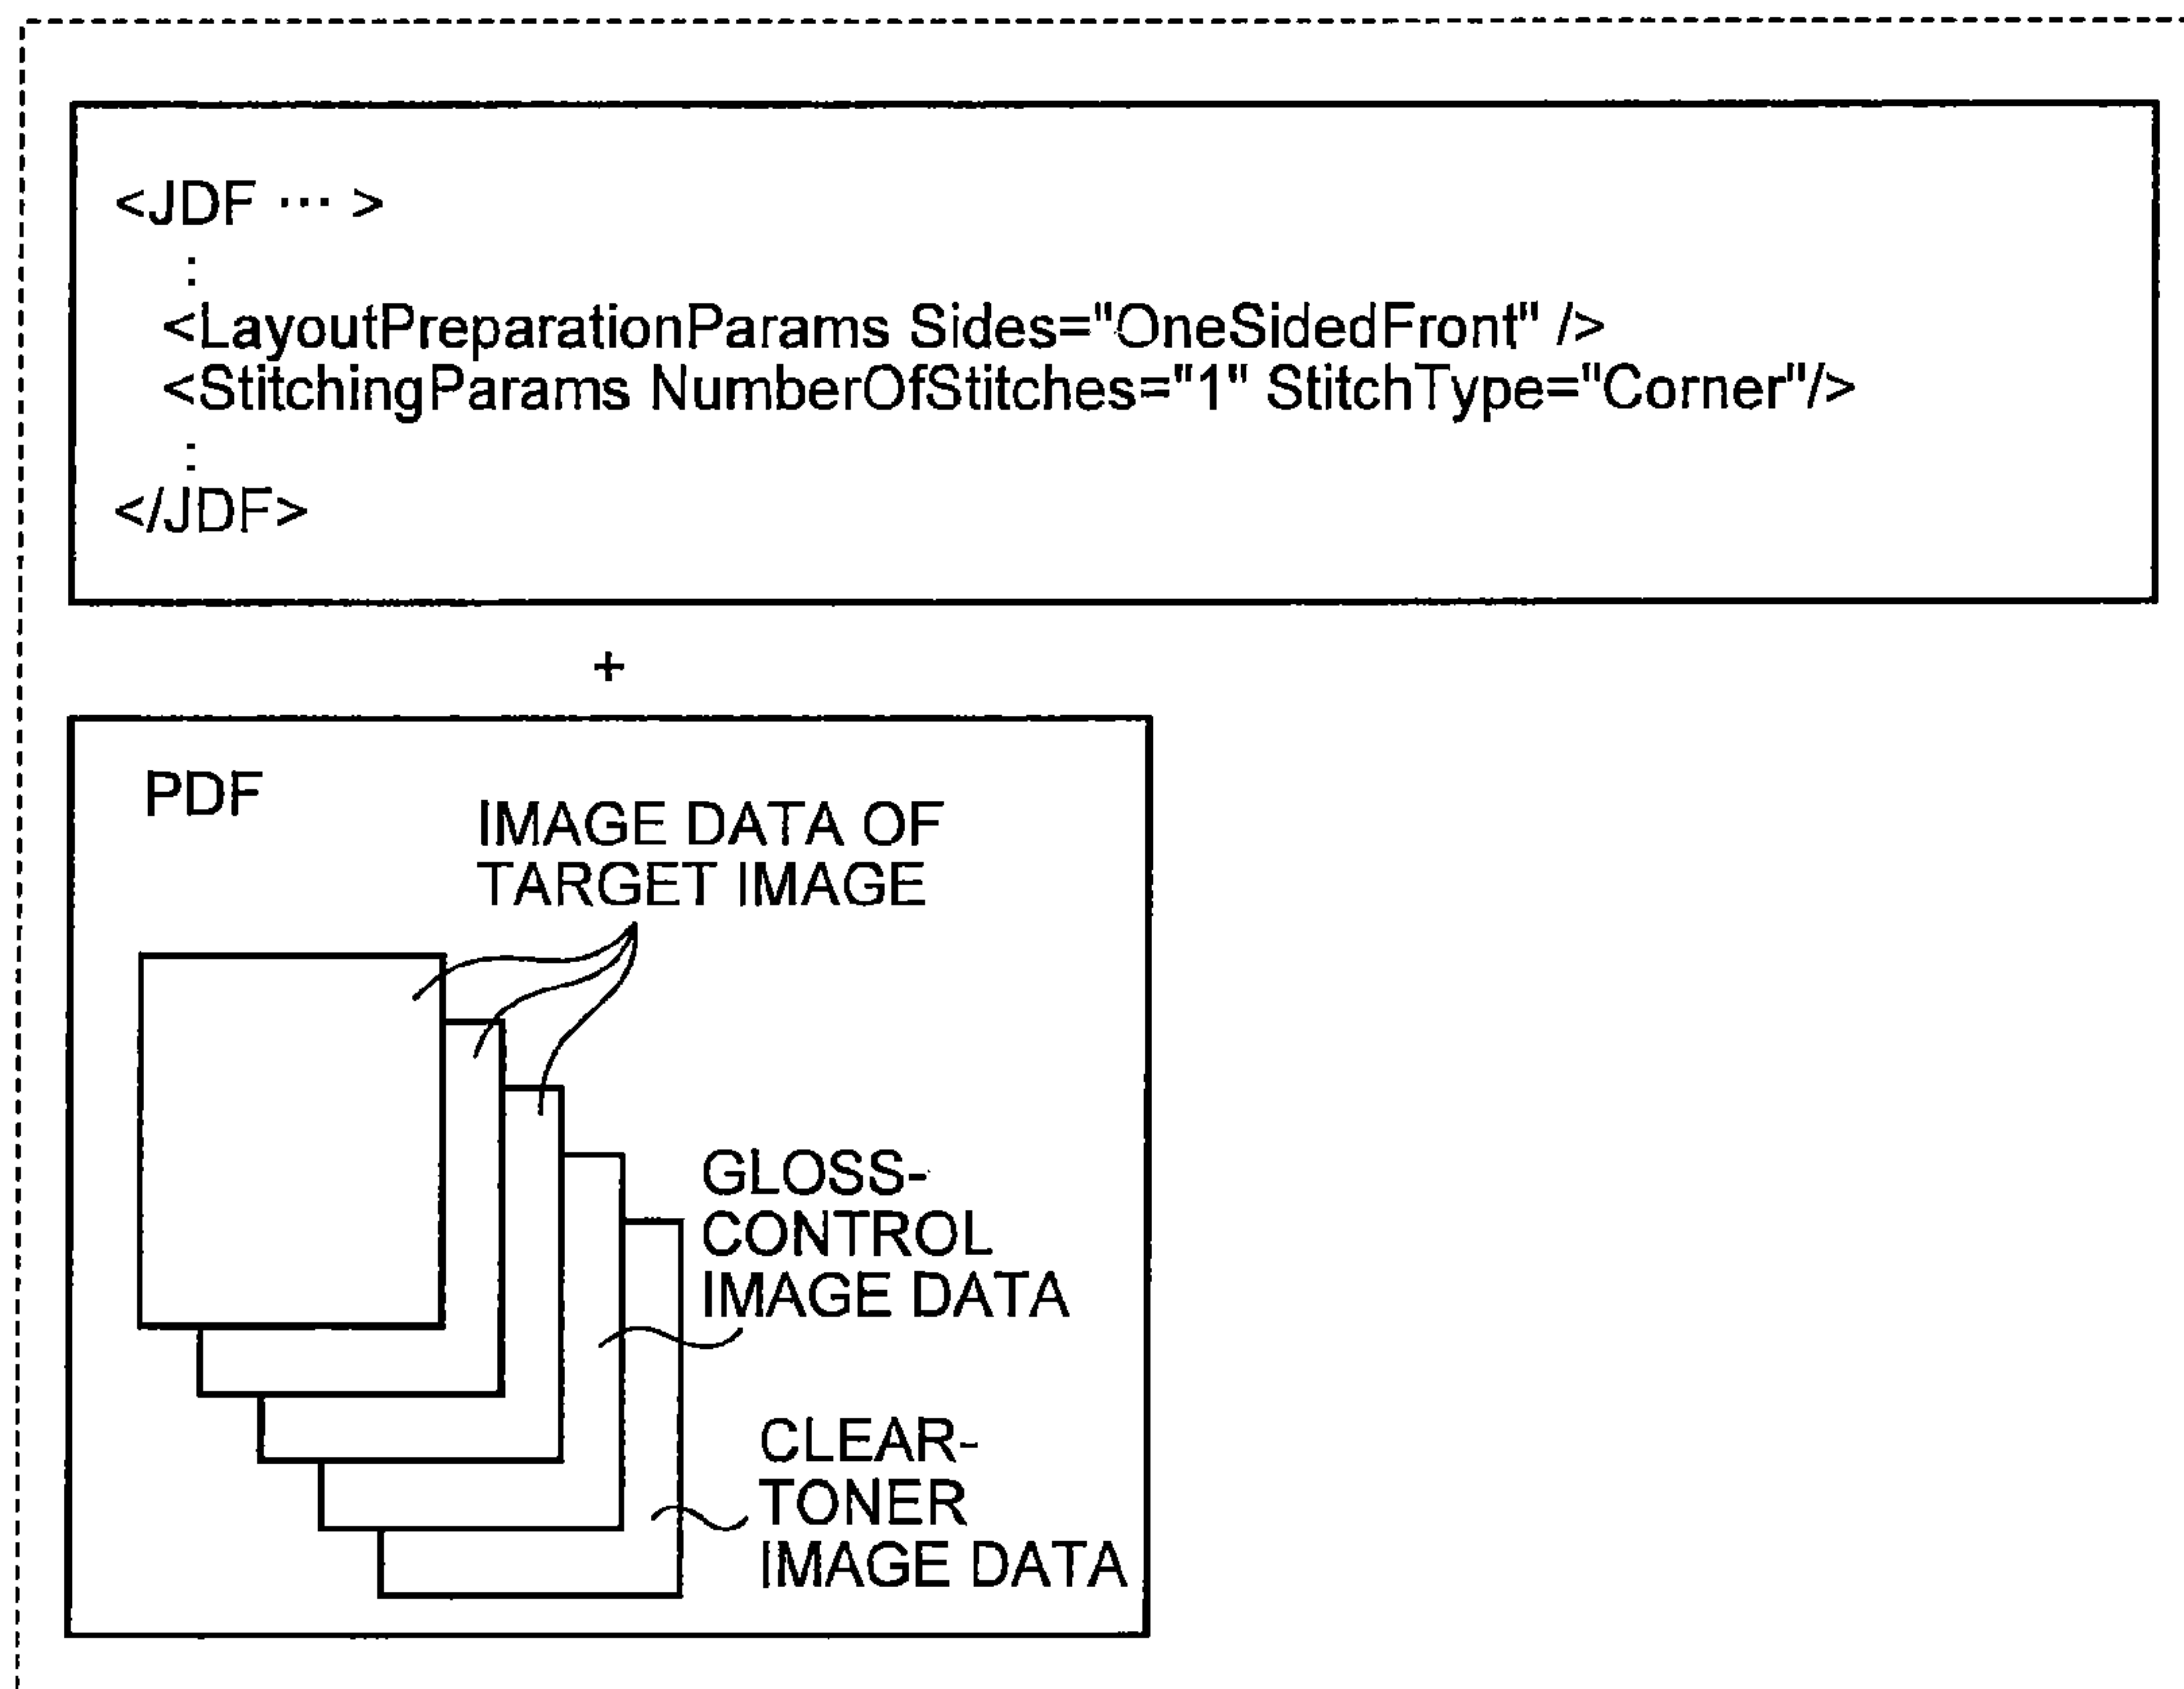 <JDF ··· >
:
<LayoutPreparationParams Sides="OneSidedFront" />
<StitchingParams NumberOfStitches="1" StitchType="Corner"/>
:
</JDF>
+
PDF
IMAGE DATA OF
TARGET IMAGE
GLOSS-
CONTROL
IMAGE DATA
CLEAR-
TONER
IMAGE DATA